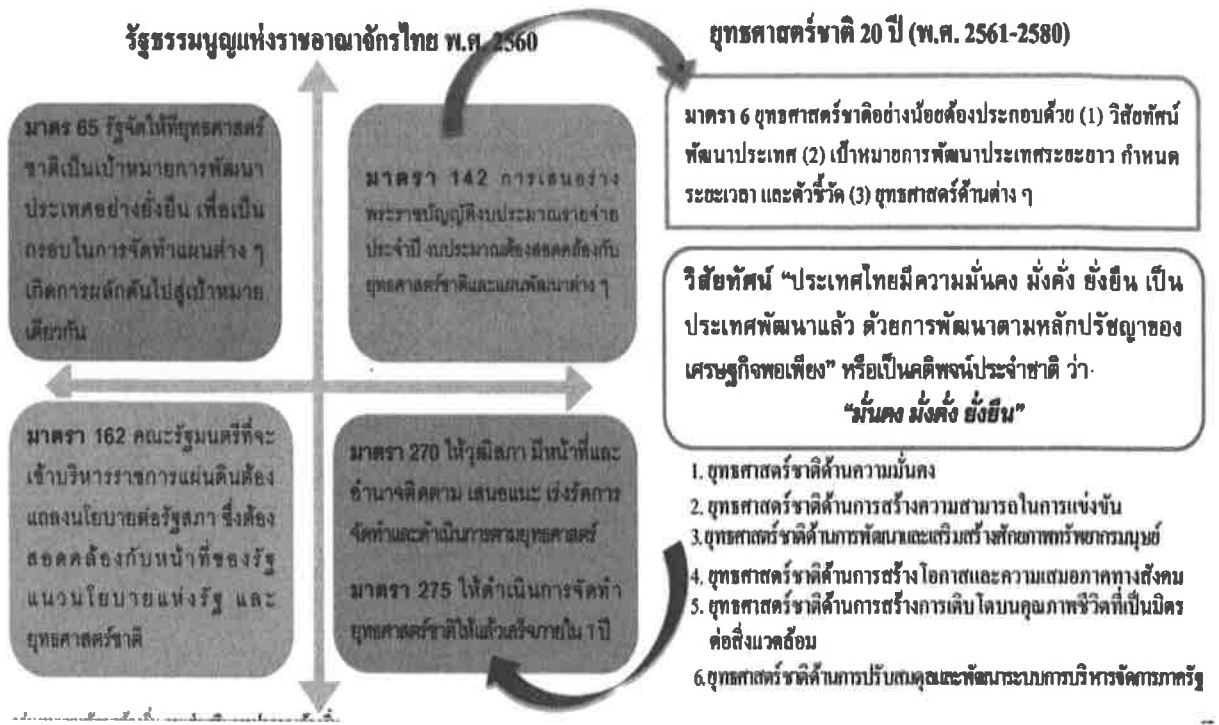 รัฐธรรมนูญแห่งราชอาณาจักรไทย พ.ศ. 2560
มาตร 65 รัฐจัดให้มียุทธศาสตร์
ชาติเป็นเป้าหมายการพัฒนา
ประเทศอย่างยั่งยืน เพื่อเป็น
กรอบในการจัดทำแผนต่าง ๆ
เกิดการผลักดันไปสู่เป้าหมาย
เดียวกัน
มาตรา 142 การเสนอร่าง
พระราชบัญญัติงบประมาณรายจ่าย
ประจำปี งบประมาณต้องสอดคล้องกับ
ยุทธศาสตร์ชาติและแผนพัฒนาต่าง ๆ
มาตรา 162 คณะรัฐมนตรีที่จะ
เข้าบริหารราชการแผ่นดินต้อง
แถลงนโยบายต่อรัฐสภา ซึ่งต้อง
สอดคล้องกับหน้าที่ของรัฐ
แนวนโยบายแห่งรัฐ และ
ยุทธศาสตร์ชาติ
มาตรา 270 ให้วุฒิสภา มีหน้าที่และ
อำนาจติดตาม เสนอแนะ เร่งรัดการ
จัดทำและดำเนินการตามยุทธศาสตร์
มาตรา 275 ให้ดำเนินการจัดทำ
ยุทธศาสตร์ชาติให้แล้วเสร็จภายใน 1 ปี
ยุทธศาสตร์ชาติ 20 ปี (พ.ศ. 2561-2580)
มาตรา 6 ยุทธศาสตร์ชาติอย่างน้อยต้องประกอบด้วย (1) วิสัยทัศน์
พัฒนาประเทศ (2) เป้าหมายการพัฒนาประเทศระยะยาว กำหนด
ระยะเวลา และตัวชี้วัด (3) ยุทธศาสตร์ด้านต่าง ๆ
วิสัยทัศน์ “ประเทศไทยมีความมั่นคง มั่งคั่ง ยั่งยืน เป็น
ประเทศพัฒนาแล้ว ด้วยการพัฒนาตามหลักปรัชญาของ
เศรษฐกิจพอเพียง” หรือเป็นคติพจน์ประจำชาติ ว่า
“มั่นคง มั่งคั่ง ยั่งยืน”
1. ยุทธศาสตร์ชาติด้านความมั่นคง
2. ยุทธศาสตร์ชาติด้านการสร้างความสามารถในการแข่งขัน
3.ยุทธศาสตร์ชาติด้านการพัฒนาและเสริมสร้างศักยภาพทรัพยากรมนุษย์
4. ยุทธศาสตร์ชาติด้านการสร้างโอกาสและความเสมอภาคทางสังคม
5. ยุทธศาสตร์ชาติด้านการสร้างการเติบโตบนคุณภาพชีวิตที่เป็นมิตร
ต่อสิ่งแวดล้อม
6.ยุทธศาสตร์ชาติด้านการปรับสมดุลและพัฒนาระบบการบริหารจัดการภาครัฐ